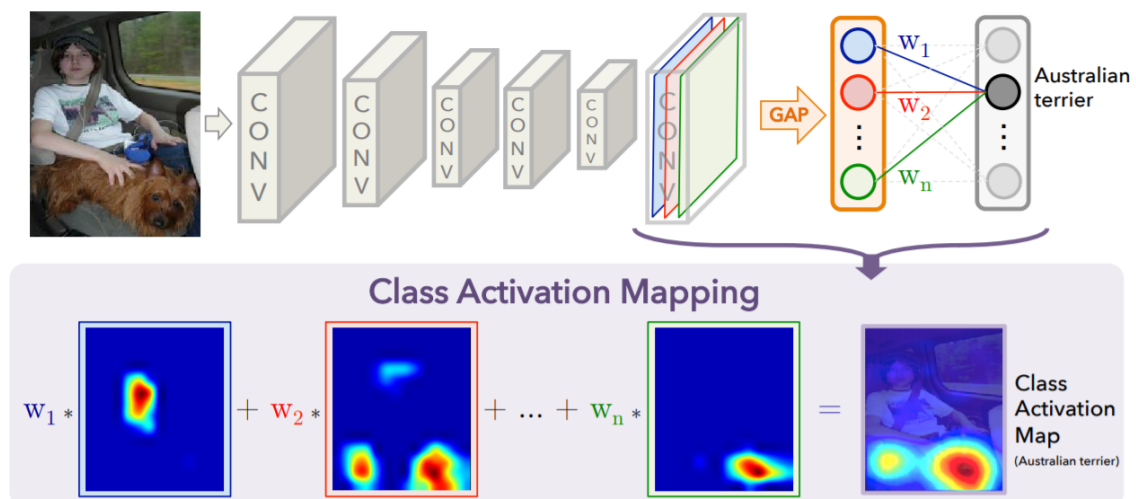 CONV
CONV
CONV
CONV
CONV
CONV
GAP
w1
w2
⋮
wn
⋮
Australian
terrier
Class Activation Mapping
w1 * + w2 * + ... + wn * =
Class
Activation
Map
(Australian terrier)